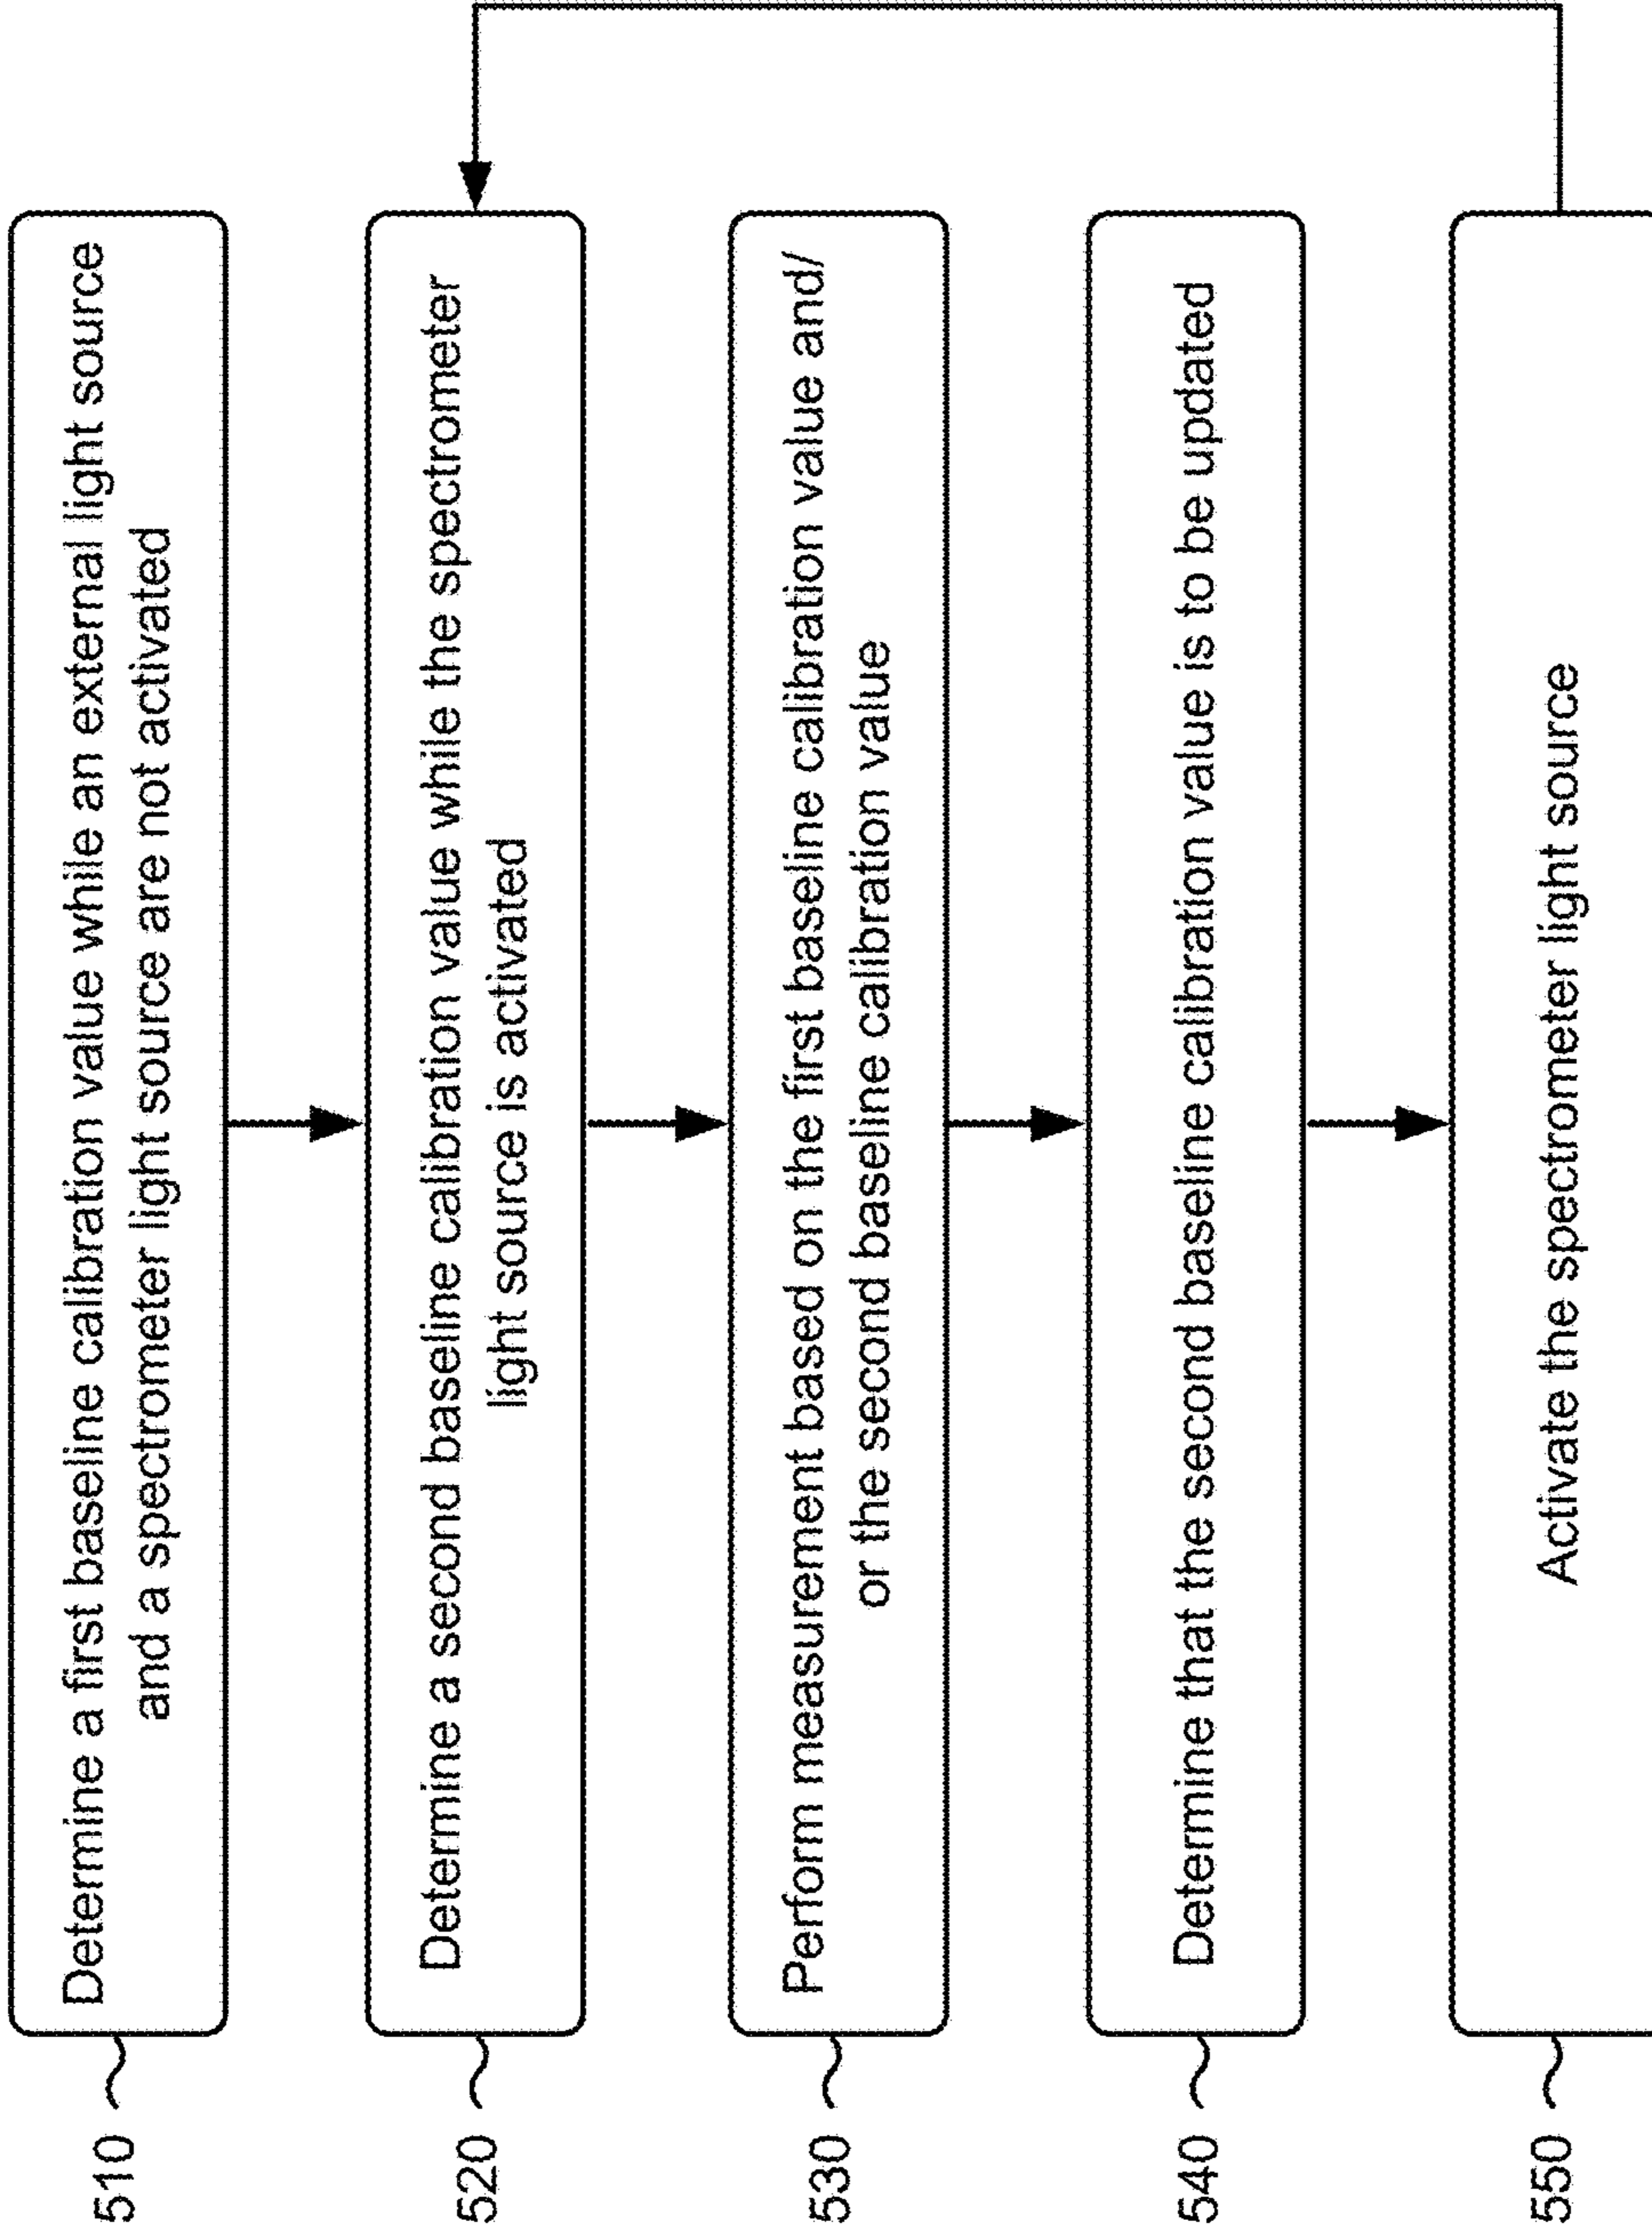 510
Determine a first baseline calibration value while an external light source
and a spectrometer light source are not activated
520
Determine a second baseline calibration value while the spectrometer
light source is activated
530
Perform measurement based on the first baseline calibration value and/
or the second baseline calibration value
540
Determine that the second baseline calibration value is to be updated
550
Activate the spectrometer light source